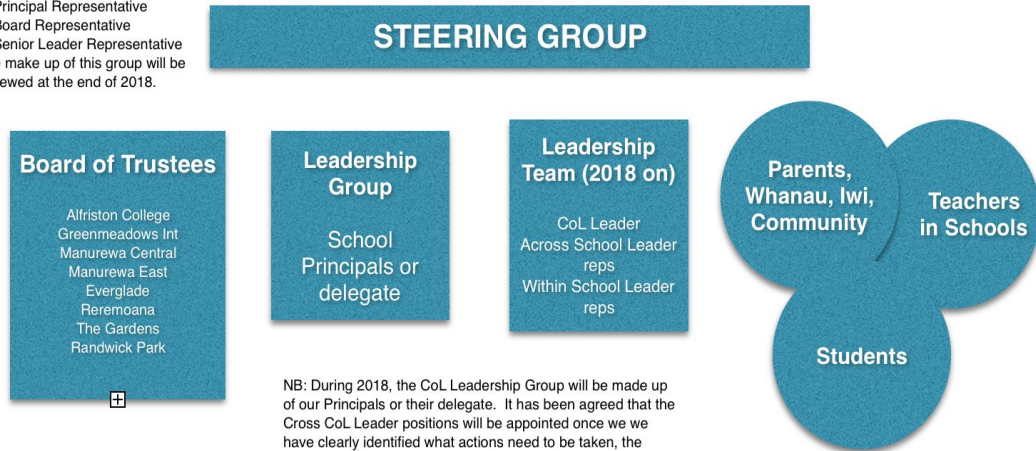 Principal Representative
Board Representative
Senior Leader Representative
make up of this group will be
ewed at the end of 2018.
STEERING GROUP
Board of Trustees
Alfriston College
Greenmeadows Int
Manurewa Central
Manurewa East
Everglade
Reremoana
The Gardens
Randwick Park
Leadership
Group
School
Principals or
delegate
Leadership
Team (2018 on)
CoL Leader
Across School Leader
reps
Within School Leader
reps
Parents,
Whanau, Iwi,
Community
Teachers
in Schools
Students
NB: During 2018, the CoL Leadership Group will be made up
of our Principals or their delegate.  It has been agreed that the
Cross CoL Leader positions will be appointed once we we
have clearly identified what actions need to be taken, the